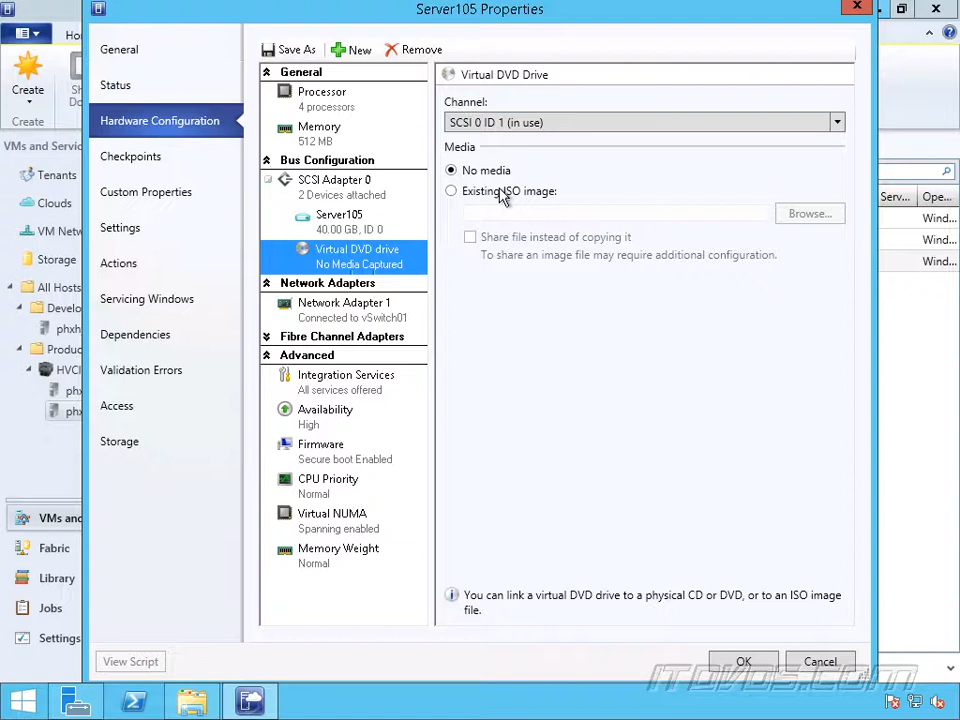 Server105 Properties
Create
Create
VMs and Servic
Tenants
Clouds
VM Netw
Storage
All Hosts
Develo
phxh
Produc
HVCl
phx
phx
VMs and
Fabric
Library
Jobs
Settings
General
Status
Hardware Configuration
Checkpoints
Custom Properties
Settings
Actions
Servicing Windows
Dependencies
Validation Errors
Access
Storage
View Script
Save As
New
Remove
General
Processor
4 processors
Memory
512 MB
Bus Configuration
SCSI Adapter 0
2 Devices attached
Server105
40.00 GB, ID 0
Virtual DVD drive
No Media Captured
Network Adapters
Network Adapter 1
Connected to vSwitch01
Fibre Channel Adapters
Advanced
Integration Services
All services offered
Availability
High
Firmware
Secure boot Enabled
CPU Priority
Normal
Virtual NUMA
Spanning enabled
Memory Weight
Normal
Virtual DVD Drive
Channel:
SCSI 0 ID 1 (in use)
Media
No media
Existing ISO image:
Browse...
Share file instead of copying it
To share an image file may require additional configuration.
You can link a virtual DVD drive to a physical CD or DVD, or to an ISO image
file.
OK
Cancel
Serv...
Ope...
Wind...
Wind...
Wind...
ITdvds.com